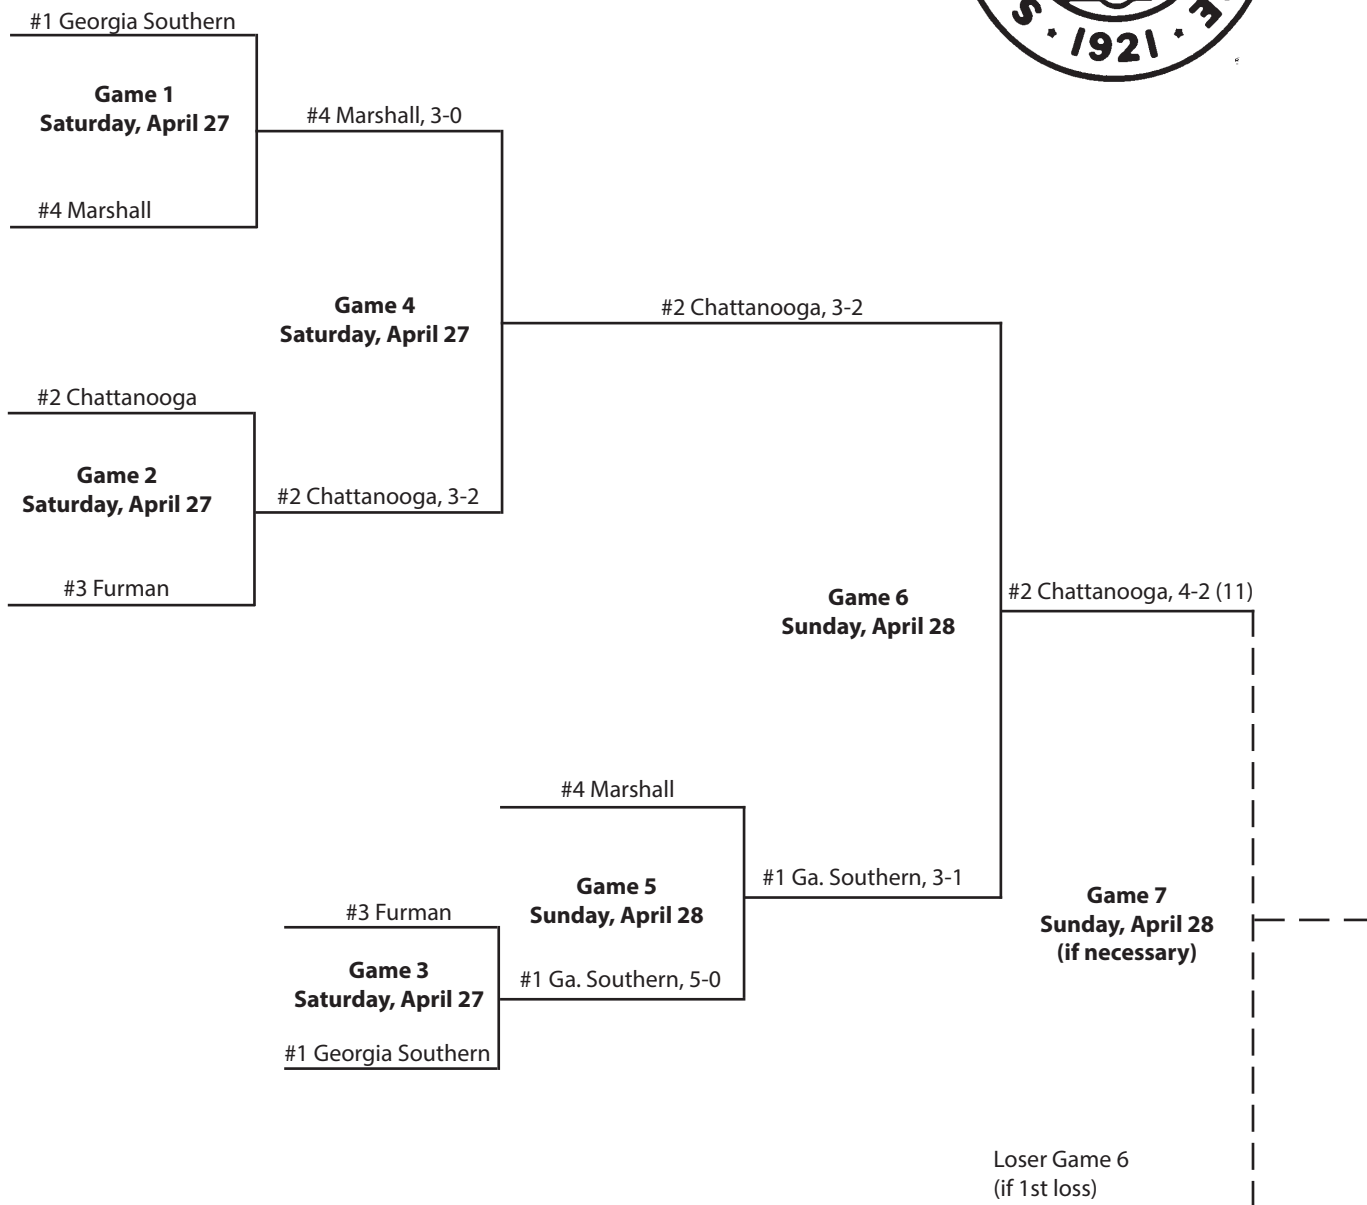 #1 Georgia Southern
S · 1921 · E
Game 1
Saturday, April 27
#4 Marshall, 3-0
#4 Marshall
Game 4
Saturday, April 27
#2 Chattanooga, 3-2
#2 Chattanooga
Game 2
Saturday, April 27
#2 Chattanooga, 3-2
#3 Furman
Game 6
Sunday, April 28
#2 Chattanooga, 4-2 (11)
#4 Marshall
Game 5
Sunday, April 28
#1 Ga. Southern, 3-1
#3 Furman
Game 3
Saturday, April 27
#1 Ga. Southern, 5-0
#1 Georgia Southern
Game 7
Sunday, April 28
(if necessary)
Loser Game 6
(if 1st loss)